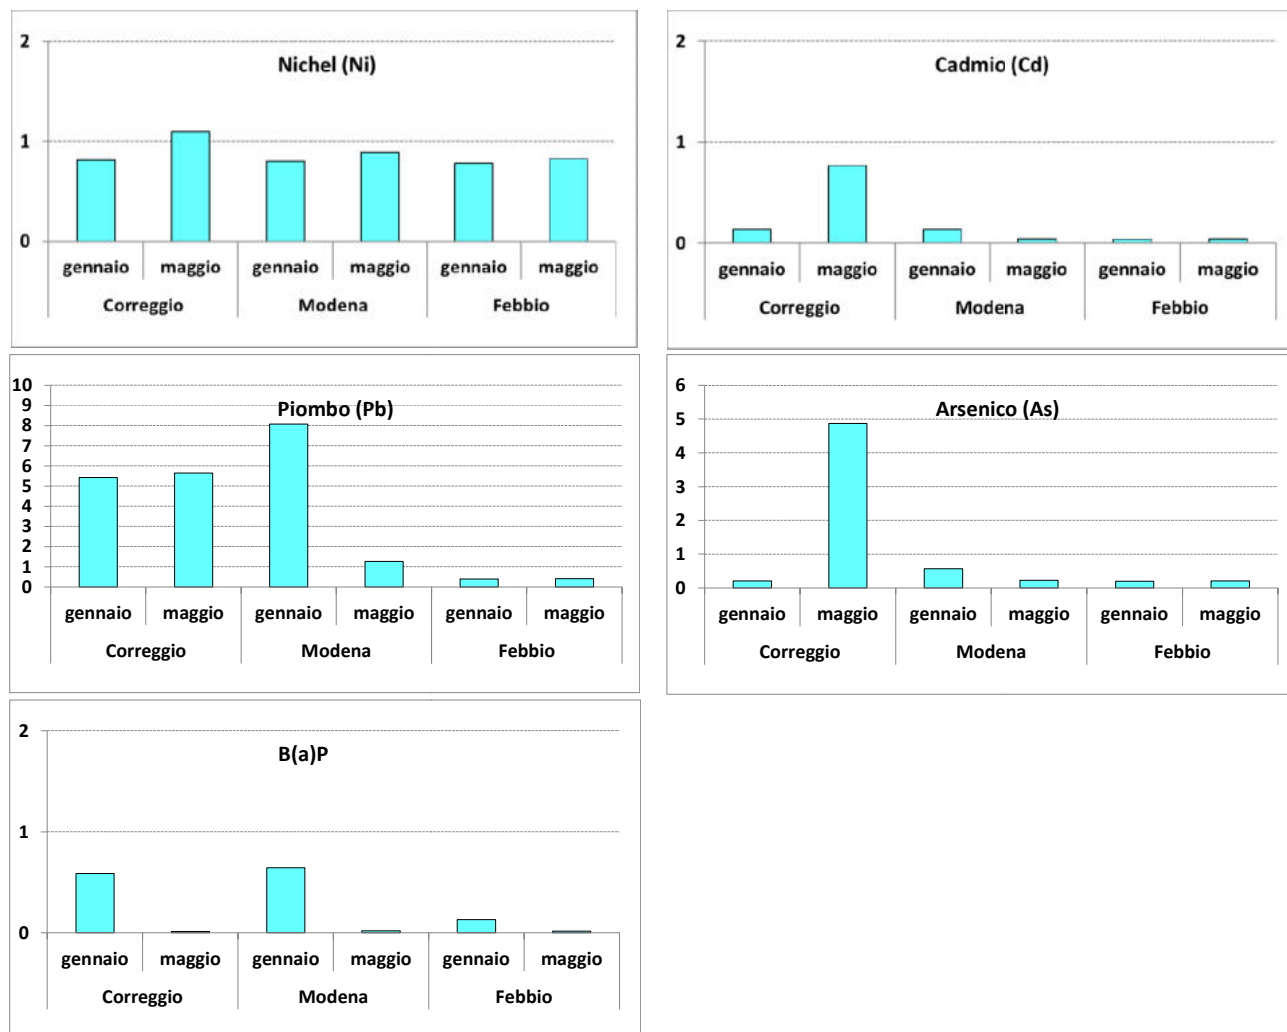 Nichel (Ni)
2
1
0
gennaio maggio gennaio maggio gennaio maggio
Correggio Modena Febbio
Cadmio (Cd)
2
1
0
gennaio maggio gennaio maggio gennaio maggio
Correggio Modena Febbio
Piombo (Pb)
10
9
8
7
6
5
4
3
2
1
0
gennaio maggio gennaio maggio gennaio maggio
Correggio Modena Febbio
Arsenico (As)
6
5
4
3
2
1
0
gennaio maggio gennaio maggio gennaio maggio
Correggio Modena Febbio
B(a)P
2
1
0
gennaio maggio gennaio maggio gennaio maggio
Correggio Modena Febbio